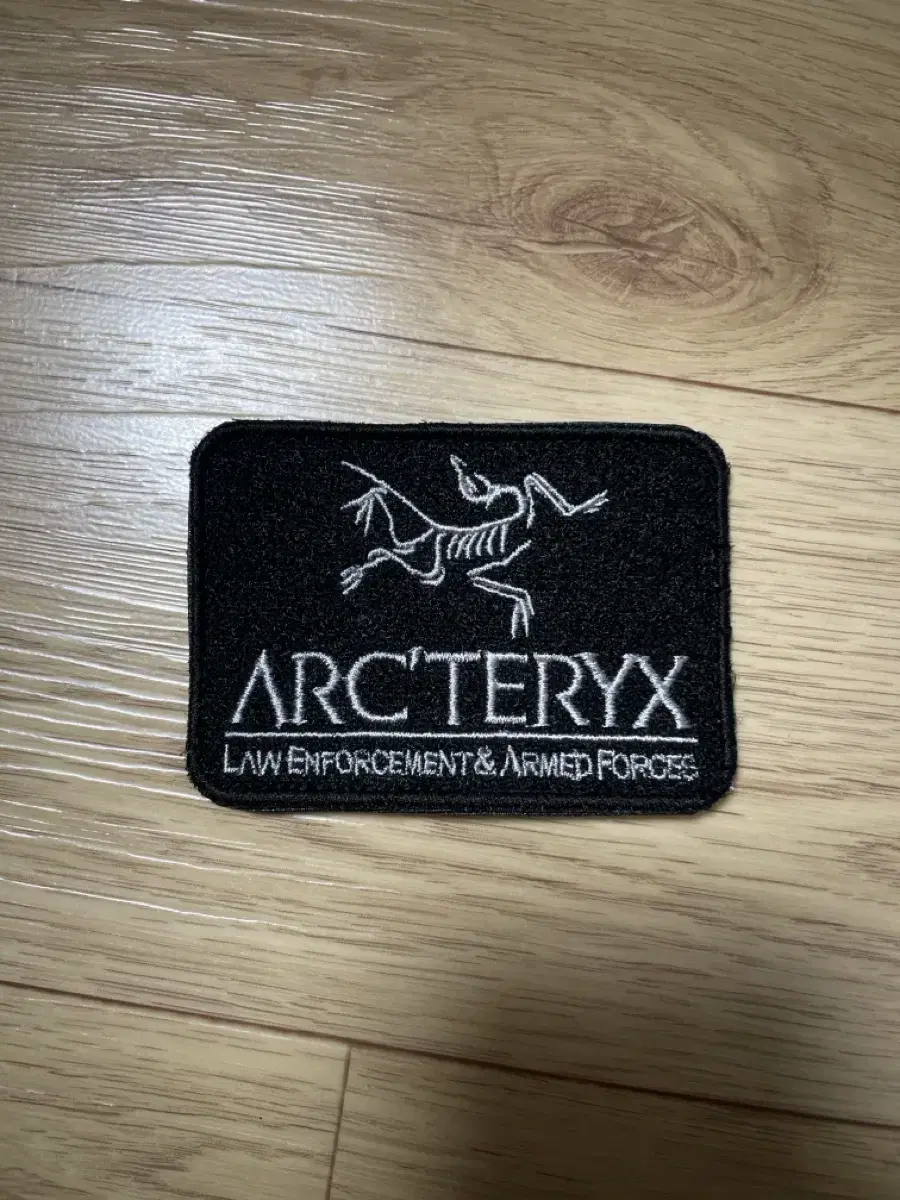 ARC'TERYX
LAW ENFORCEMENT & ARMED FORCES